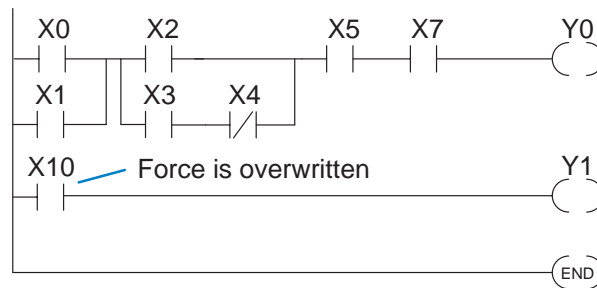 X0 X2 X5 X7 Y0
X1 X3 X4
X10 Force is overwritten Y1
END